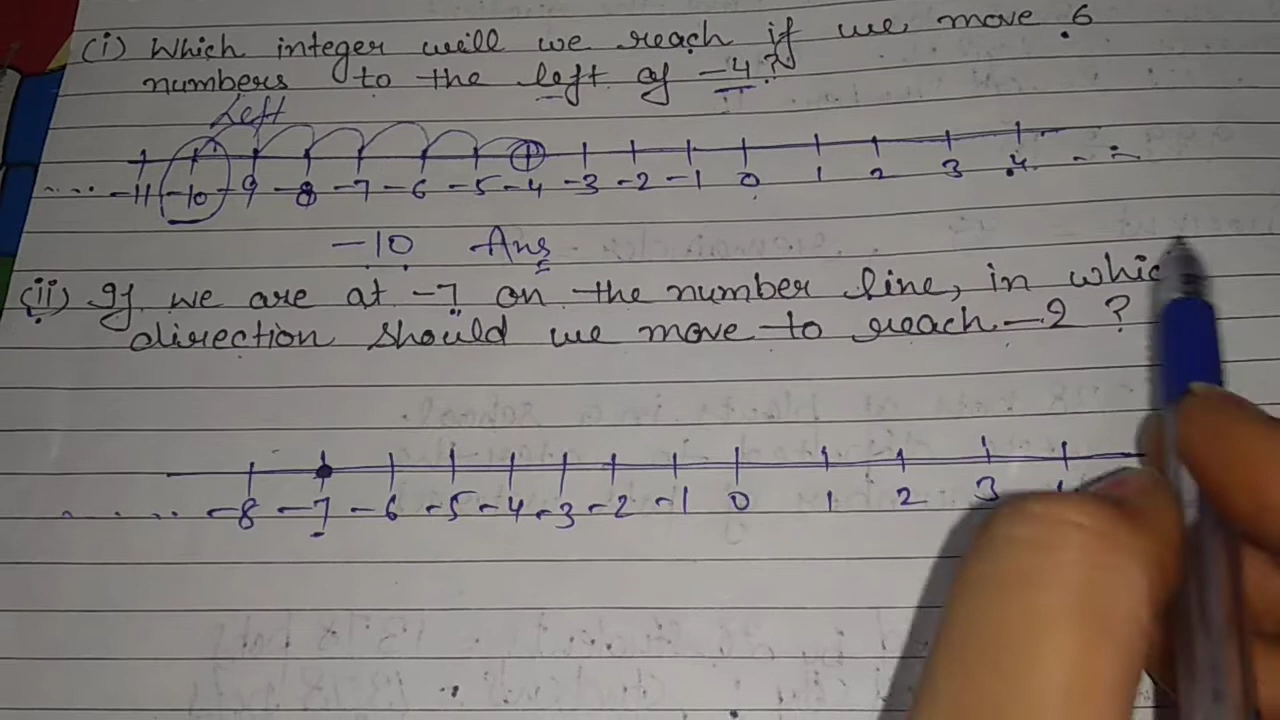 (i) Which integer will we reach if we move 6
numbers to the left of -4?
Left
.... -11 -10 -9 -8 -7 -6 -5 -4 -3 -2 -1 0 1 2 3 4 ...
-10 Ans
(ii) If we are at -7 on the number line, in whic
direction should we move to reach -2 ?
.... -8 -7 -6 -5 -4 -3 -2 -1 0 1 2 3